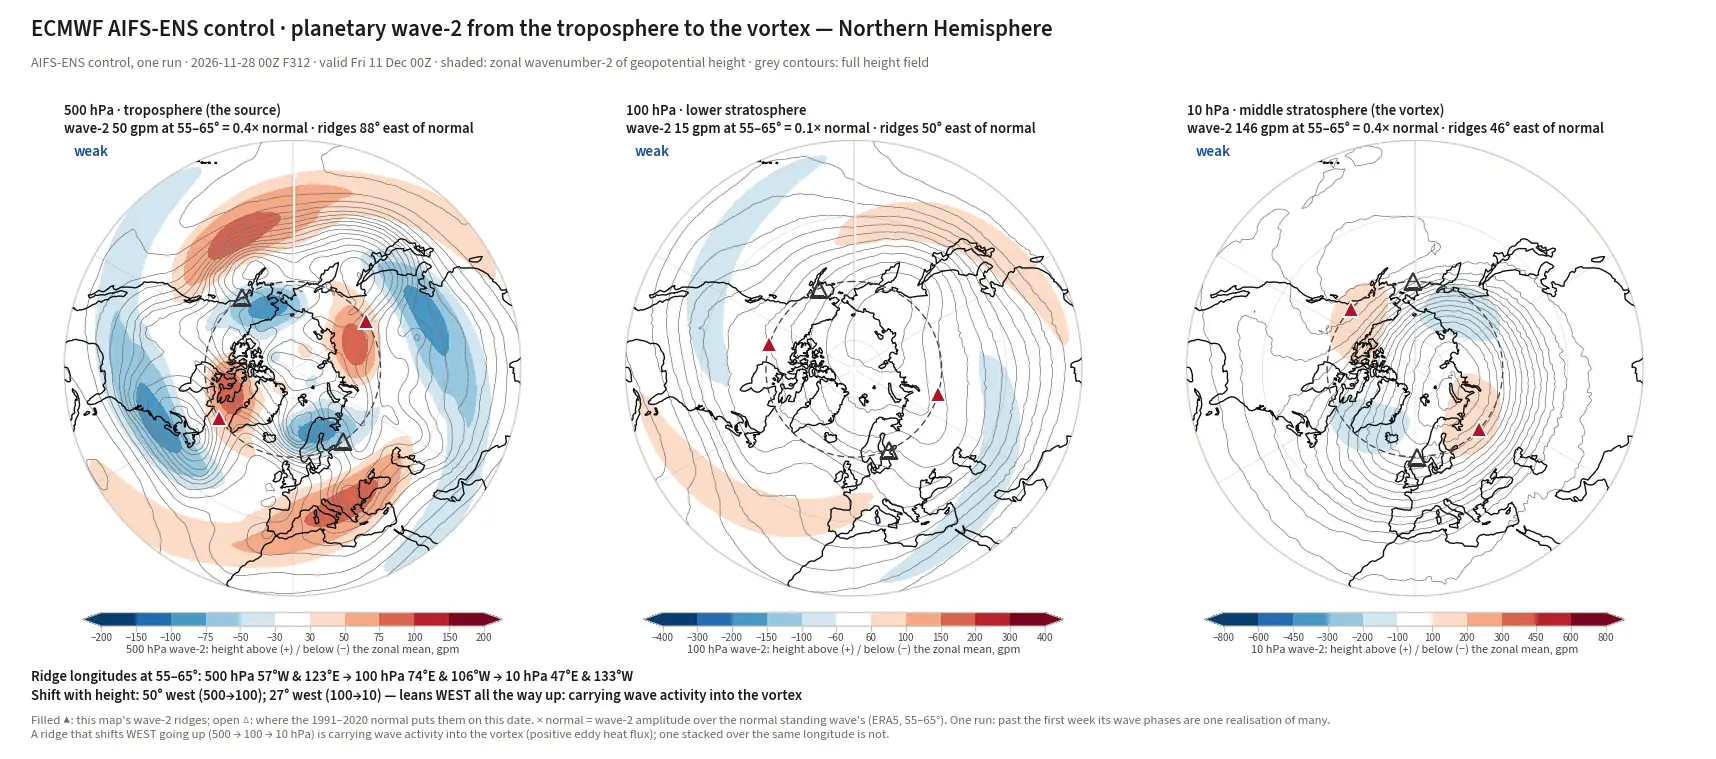 ECMWF AIFS-ENS control · planetary wave-2 from the troposphere to the vortex — Northern Hemisphere
AIFS-ENS control, one run · 2026-11-28 00Z F312 · valid Fri 11 Dec 00Z · shaded: zonal wavenumber-2 of geopotential height · grey contours: full height field
500 hPa · troposphere (the source)
wave-2 50 gpm at 55–65° = 0.4× normal · ridges 88° east of normal
weak
100 hPa · lower stratosphere
wave-2 15 gpm at 55–65° = 0.1× normal · ridges 50° east of normal
weak
10 hPa · middle stratosphere (the vortex)
wave-2 146 gpm at 55–65° = 0.4× normal · ridges 46° east of normal
weak
−200 −150 −100 −75 −50 −30 30 50 75 100 150 200
500 hPa wave-2: height above (+) / below (−) the zonal mean, gpm
−400 −300 −200 −150 −100 −60 60 100 150 200 300 400
100 hPa wave-2: height above (+) / below (−) the zonal mean, gpm
−800 −600 −450 −300 −200 −100 100 200 300 450 600 800
10 hPa wave-2: height above (+) / below (−) the zonal mean, gpm
Ridge longitudes at 55–65°: 500 hPa 57°W & 123°E → 100 hPa 74°E & 106°W → 10 hPa 47°E & 133°W
Shift with height: 50° west (500→100); 27° west (100→10) — leans WEST all the way up: carrying wave activity into the vortex
Filled ▲: this map's wave-2 ridges; open △: where the 1991–2020 normal puts them on this date. × normal = wave-2 amplitude over the normal standing wave's (ERA5, 55–65°). One run: past the first week its wave phases are one realisation of many.
A ridge that shifts WEST going up (500 → 100 → 10 hPa) is carrying wave activity into the vortex (positive eddy heat flux); one stacked over the same longitude is not.